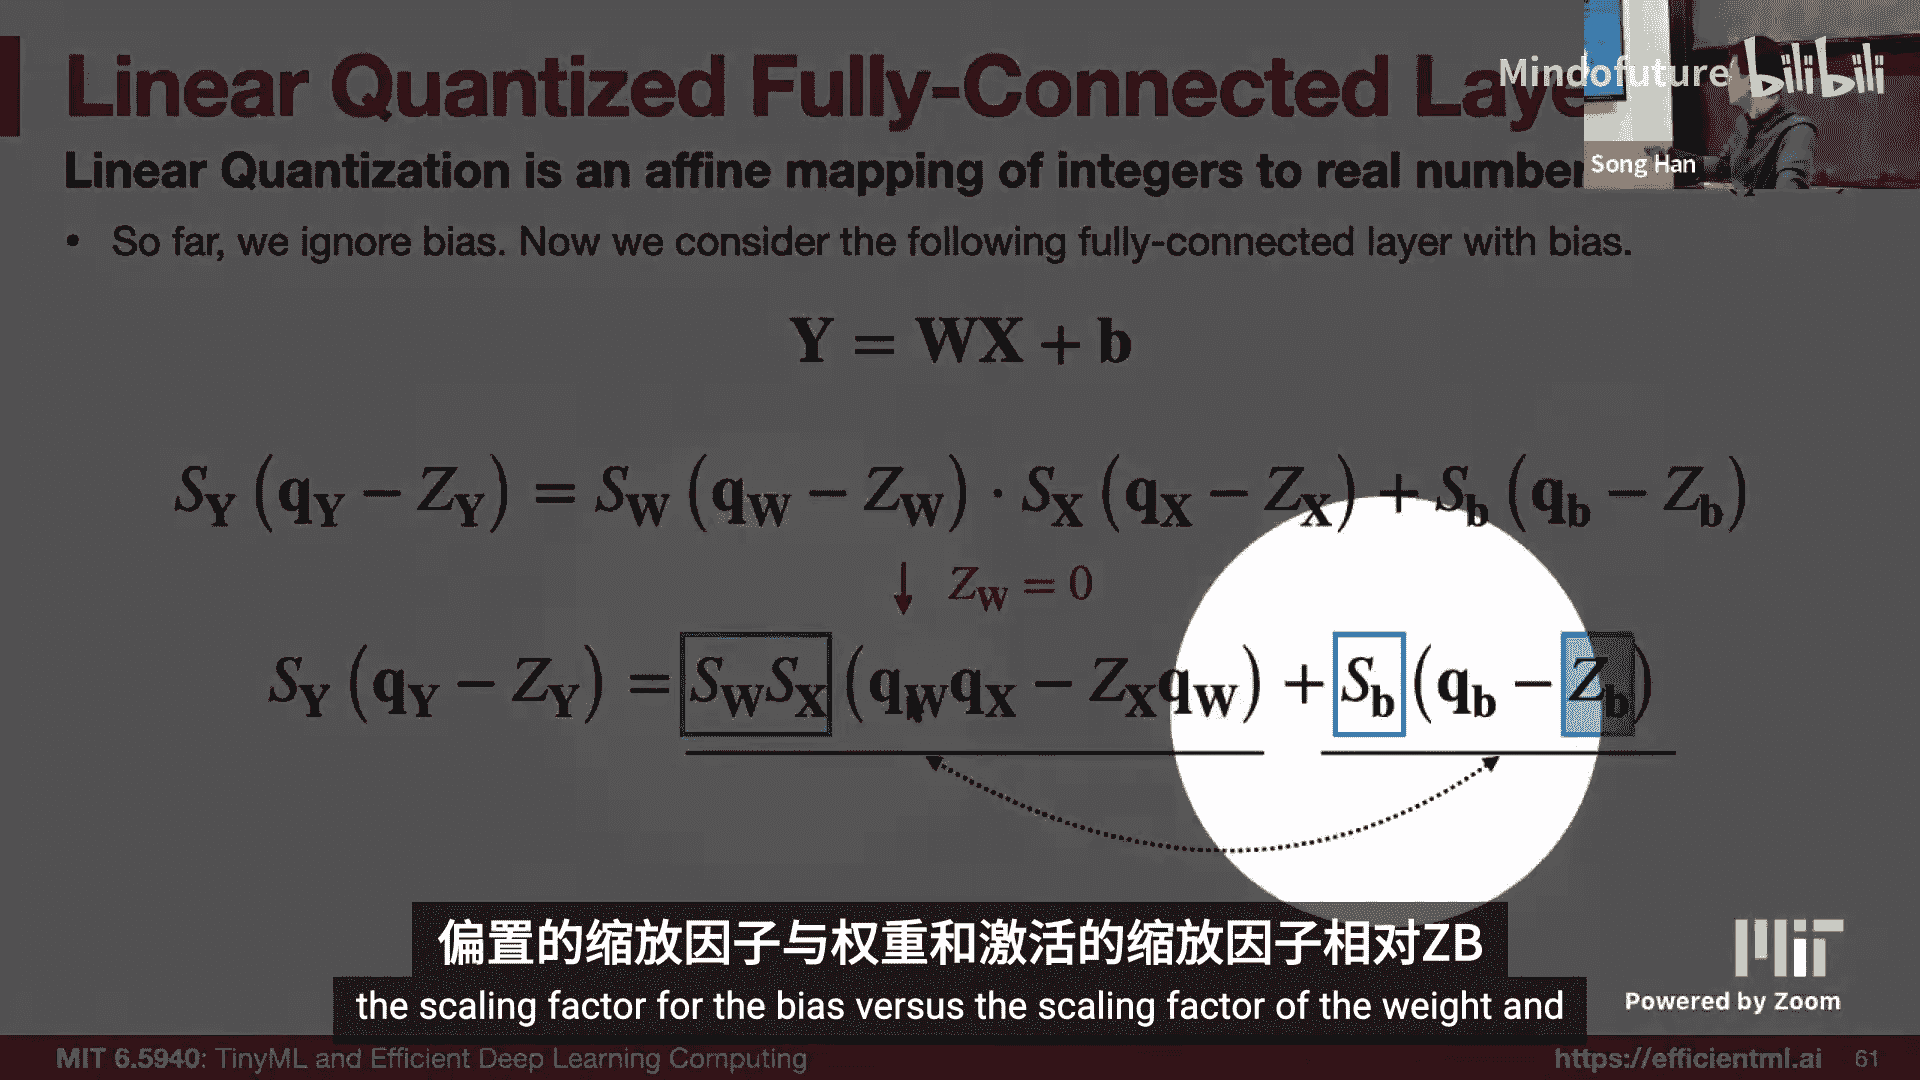 Linear Quantized Fully-Connected Laye
Mindofuture
bilibili
Song Han
Linear Quantization is an affine mapping of integers to real number
• So far, we ignore bias. Now we consider the following fully-connected layer with bias.
Y = WX + b
S_Y (q_Y − Z_Y) = S_W (q_W − Z_W) · S_X (q_X − Z_X) + S_b (q_b − Z_b)
↓ Z_W = 0
S_Y (q_Y − Z_Y) = S_W S_X (q_W q_X − Z_X q_W) + S_b (q_b − Z_b)
偏置的缩放因子与权重和激活的缩放因子相对ZB
the scaling factor for the bias versus the scaling factor of the weight and
MIT
Powered by Zoom
MIT 6.5940: TinyML and Efficient Deep Learning Computing
https://efficientml.ai
61